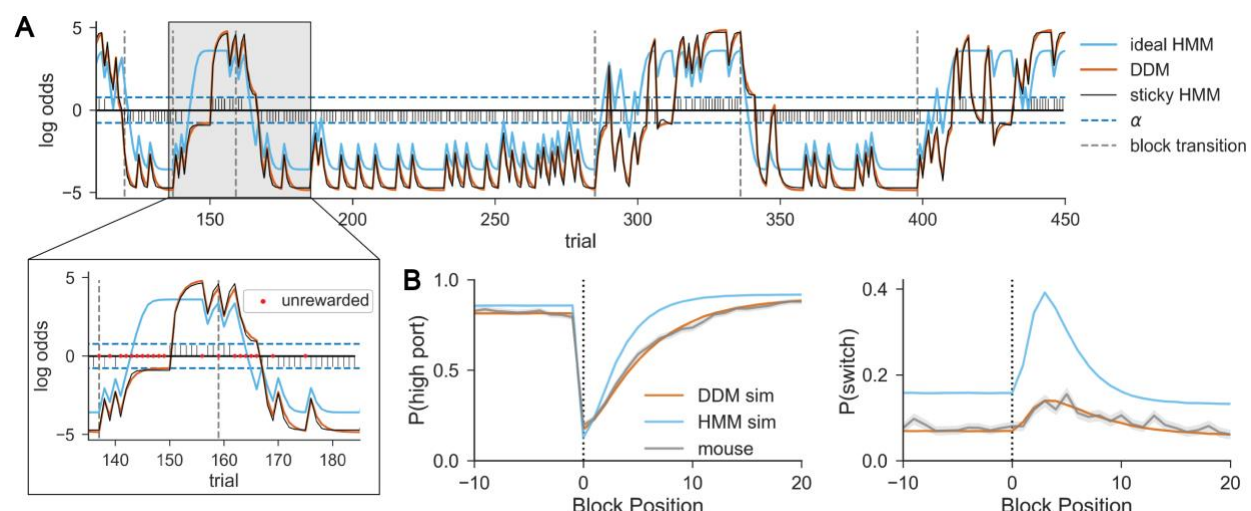 A
5
0
−5
log odds
150
200
250
300
350
400
450
trial
ideal HMM
DDM
sticky HMM
α
block transition
5
0
−5
log odds
unrewarded
140
150
160
170
180
trial
B
1.0
0.5
0.0
P(high port)
DDM sim
HMM sim
mouse
−10
0
10
20
Block Position
0.4
0.2
0.0
P(switch)
−10
0
10
20
Block Position